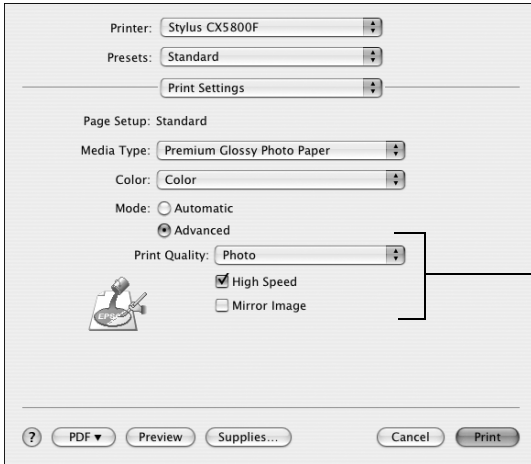 Printer: Stylus CX5800F
Presets: Standard
Print Settings
Page Setup: Standard
Media Type: Premium Glossy Photo Paper
Color: Color
Mode: Automatic
Advanced
Print Quality: Photo
High Speed
Mirror Image
EPSON
? PDF▼ Preview Supplies... Cancel Print